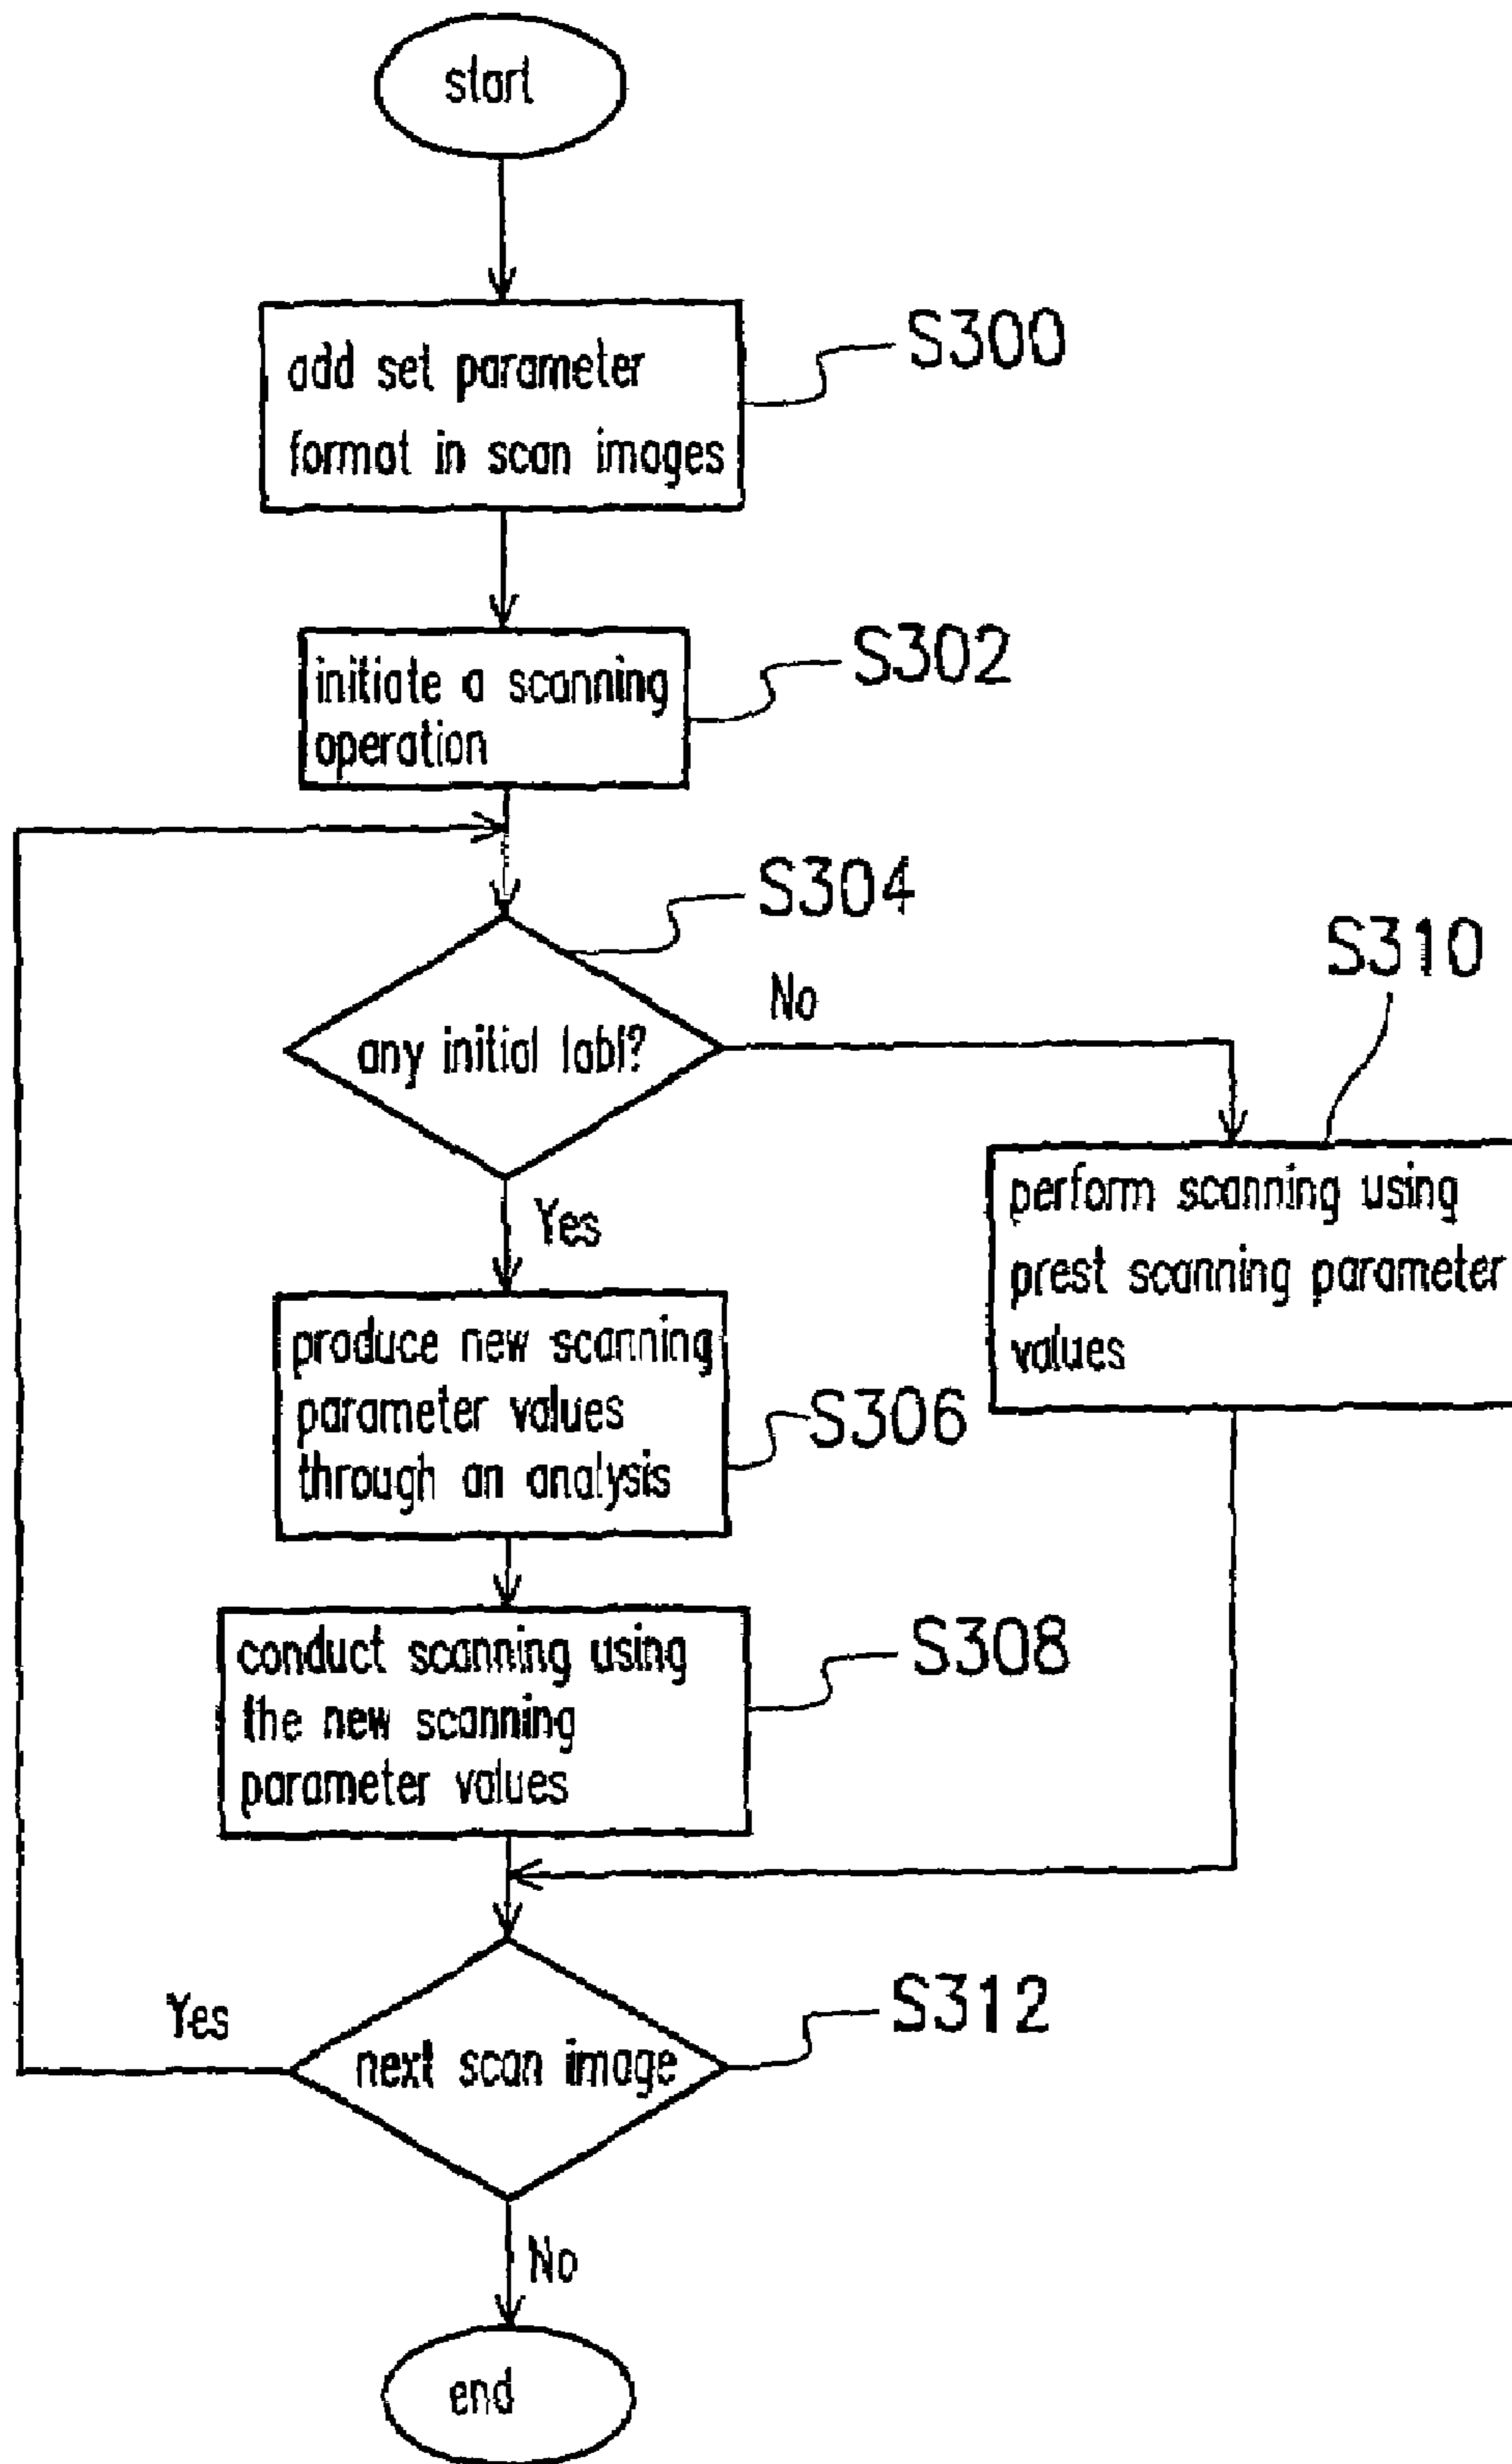 start
add set parameter
format in scan images
S300
initiate a scanning
operation
S302
S304
any initial labl?
No
S310
perform scanning using
prest scanning parameter
values
Yes
produce new scanning
parameter values
through an analysis
S306
conduct scanning using
the new scanning
parameter values
S308
Yes
next scan image
S312
No
end